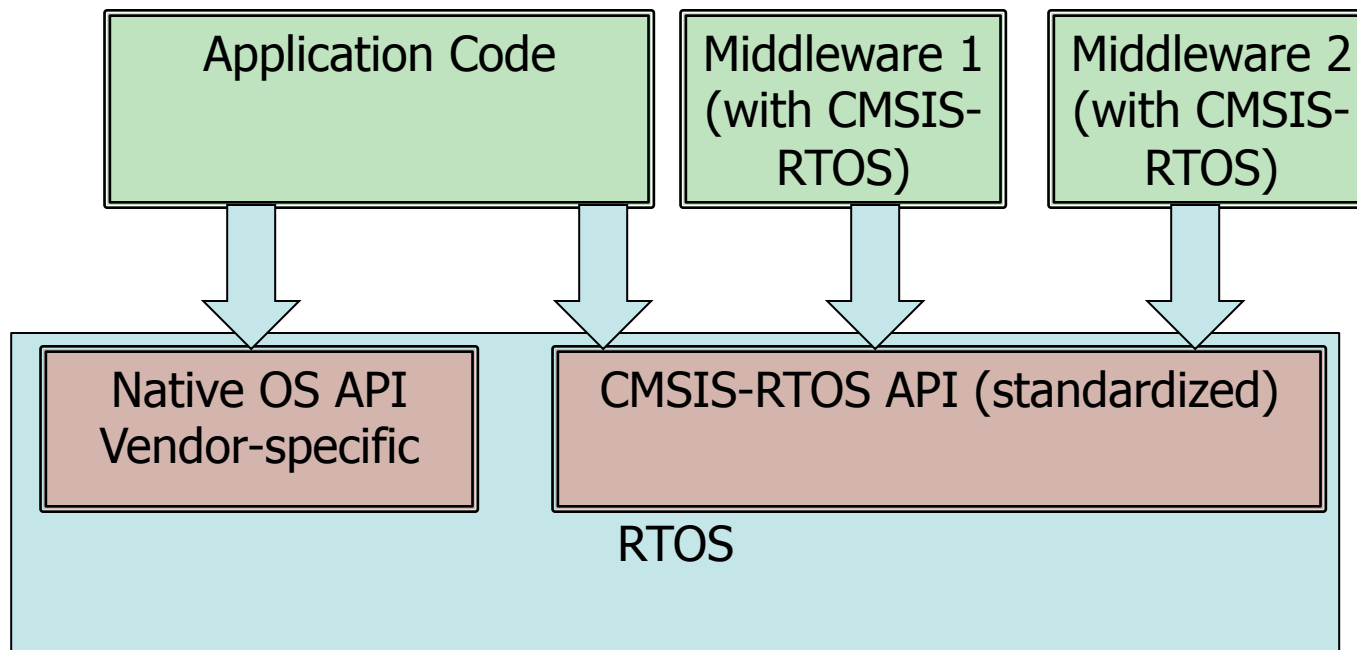 Application Code
Middleware 1
(with CMSIS-
RTOS)
Middleware 2
(with CMSIS-
RTOS)
Native OS API
Vendor-specific
CMSIS-RTOS API (standardized)
RTOS